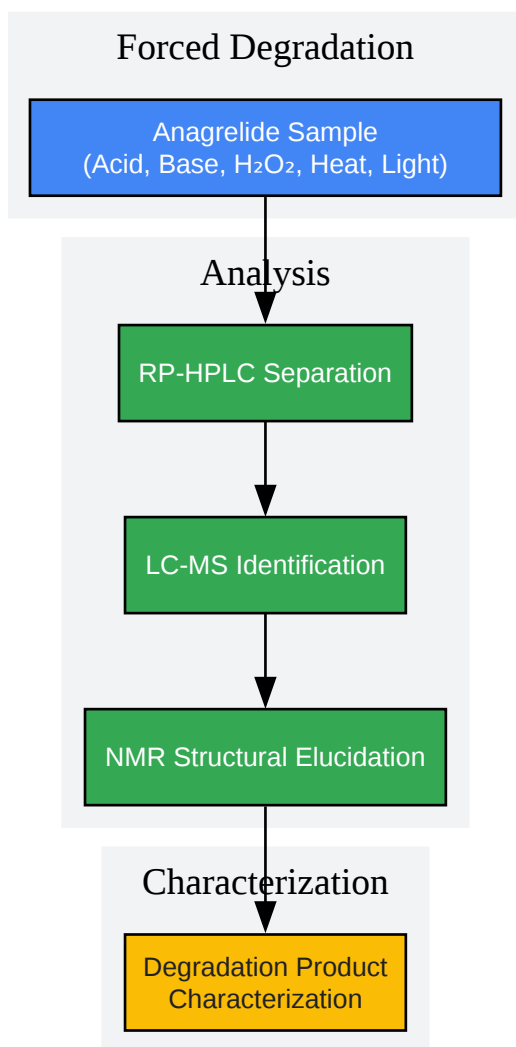 Forced Degradation
Anagrelide Sample
(Acid, Base, H₂O₂, Heat, Light)
Analysis
RP-HPLC Separation
LC-MS Identification
NMR Structural Elucidation
Characterization
Degradation Product
Characterization